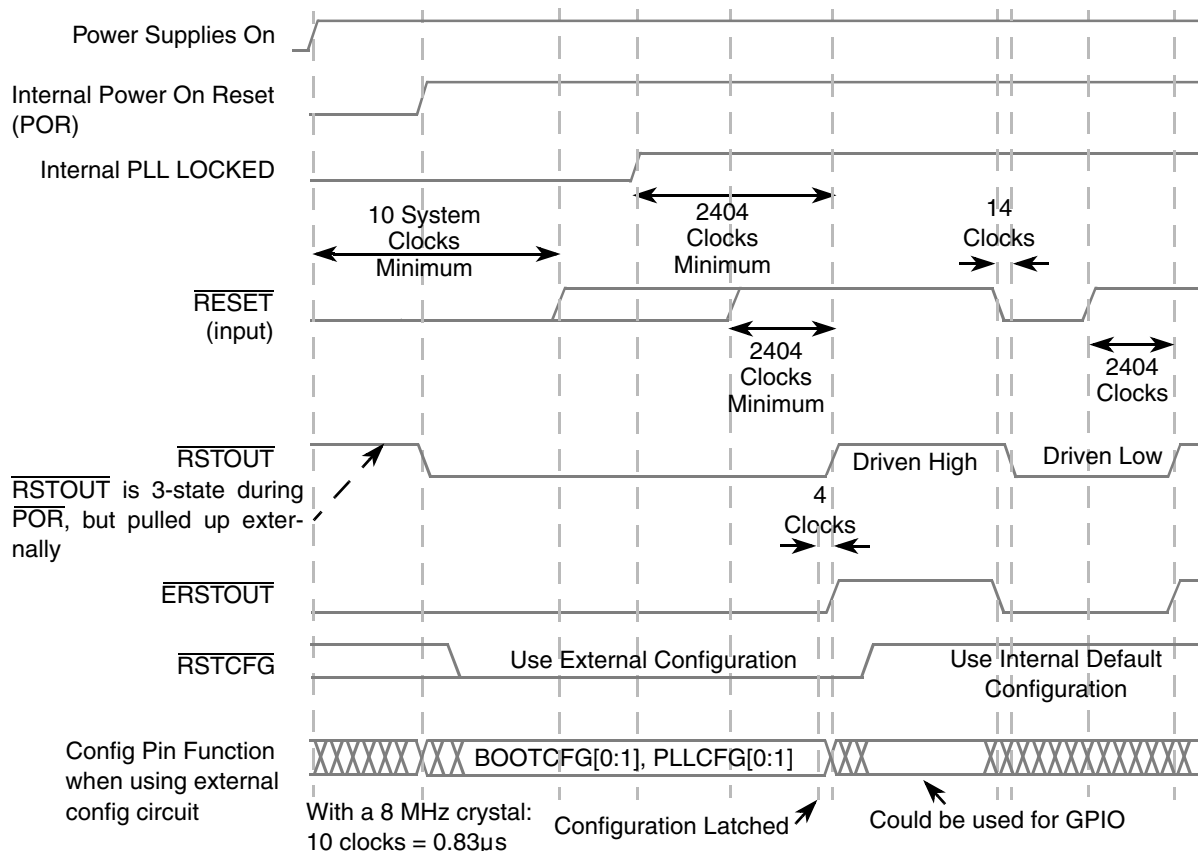 Power Supplies On
Internal Power On Reset
(POR)
Internal PLL LOCKED
10 System
Clocks
Minimum
2404
Clocks
Minimum
14
Clocks
RESET
(input)
2404
Clocks
Minimum
2404
Clocks
RSTOUT
RSTOUT is 3-state during
POR, but pulled up exter-
nally
Driven High
Driven Low
4
Clocks
ERSTOUT
RSTCFG
Use External Configuration
Use Internal Default
Configuration
Config Pin Function
when using external
config circuit
BOOTCFG[0:1], PLLCFG[0:1]
With a 8 MHz crystal:
10 clocks = 0.83µs
Configuration Latched
Could be used for GPIO